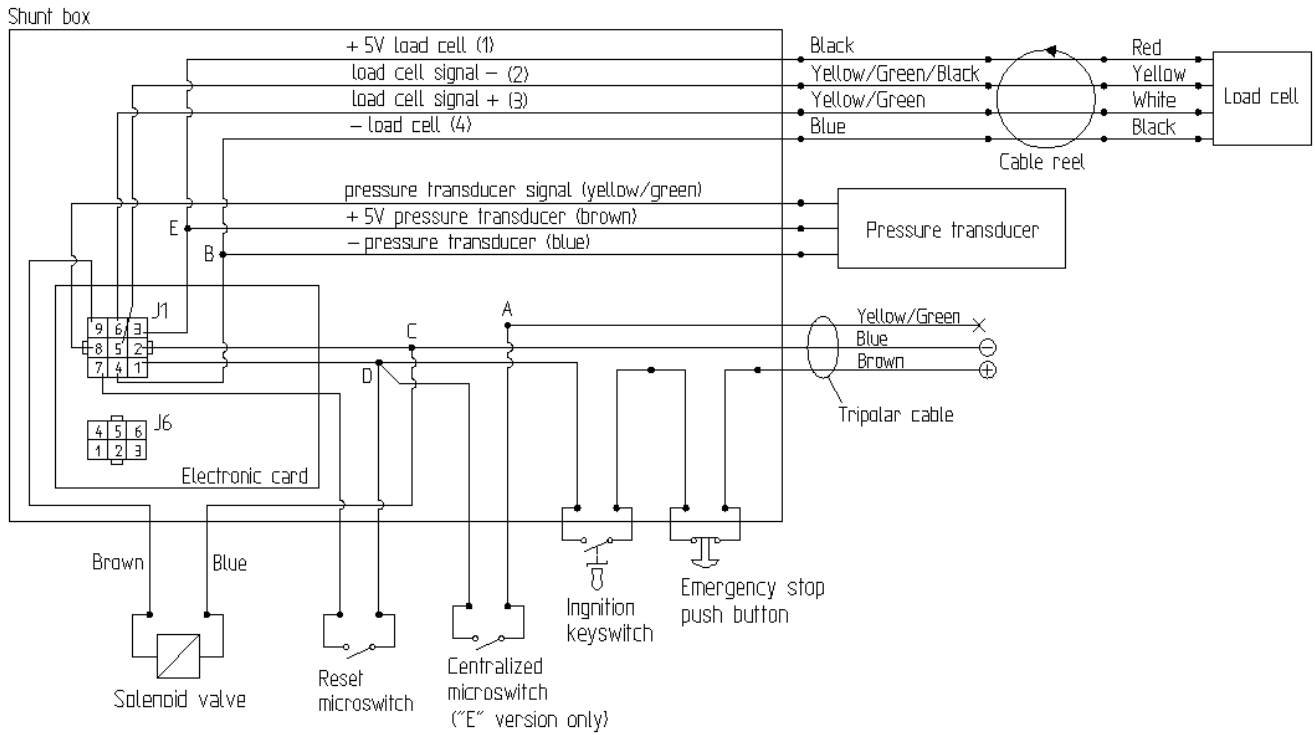 Shunt box
+ 5V load cell (1)
load cell signal - (2)
load cell signal + (3)
- load cell (4)
Black
Yellow/Green/Black
Yellow/Green
Blue
Red
Yellow
White
Black
Load cell
Cable reel
pressure transducer signal (yellow/green)
+ 5V pressure transducer (brown)
- pressure transducer (blue)
Pressure transducer
E
B
J1
9 6 3
8 5 2
7 4 1
A
C
D
Yellow/Green
Blue
Brown
Tripolar cable
J6
4 5 6
1 2 3
Electronic card
Brown
Blue
Solenoid valve
Reset
microswitch
Centralized
microswitch
("E" version only)
Ingnition
keyswitch
Emergency stop
push button